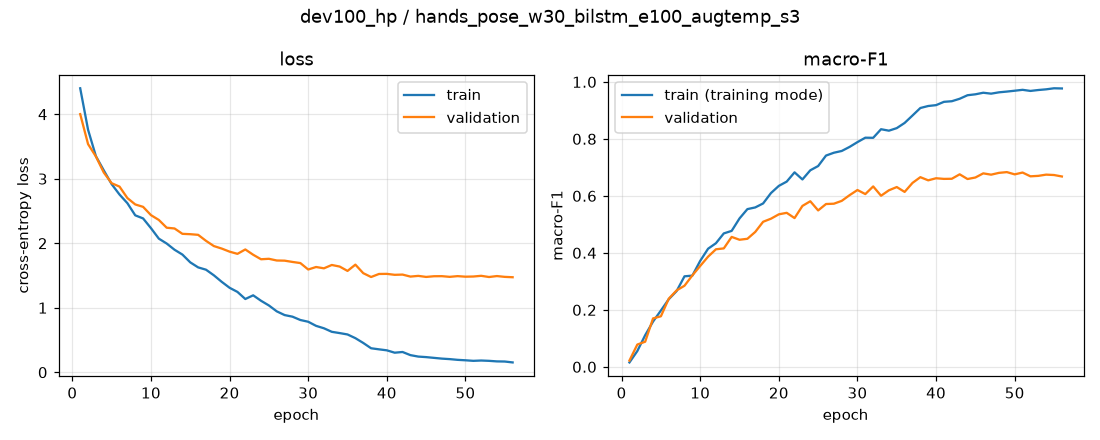 dev100_hp / hands_pose_w30_bilstm_e100_augtemp_s3
loss
train
validation
cross-entropy loss
4
3
2
1
0
0 10 20 30 40 50
epoch
macro-F1
train (training mode)
validation
macro-F1
1.0
0.8
0.6
0.4
0.2
0.0
0 10 20 30 40 50
epoch